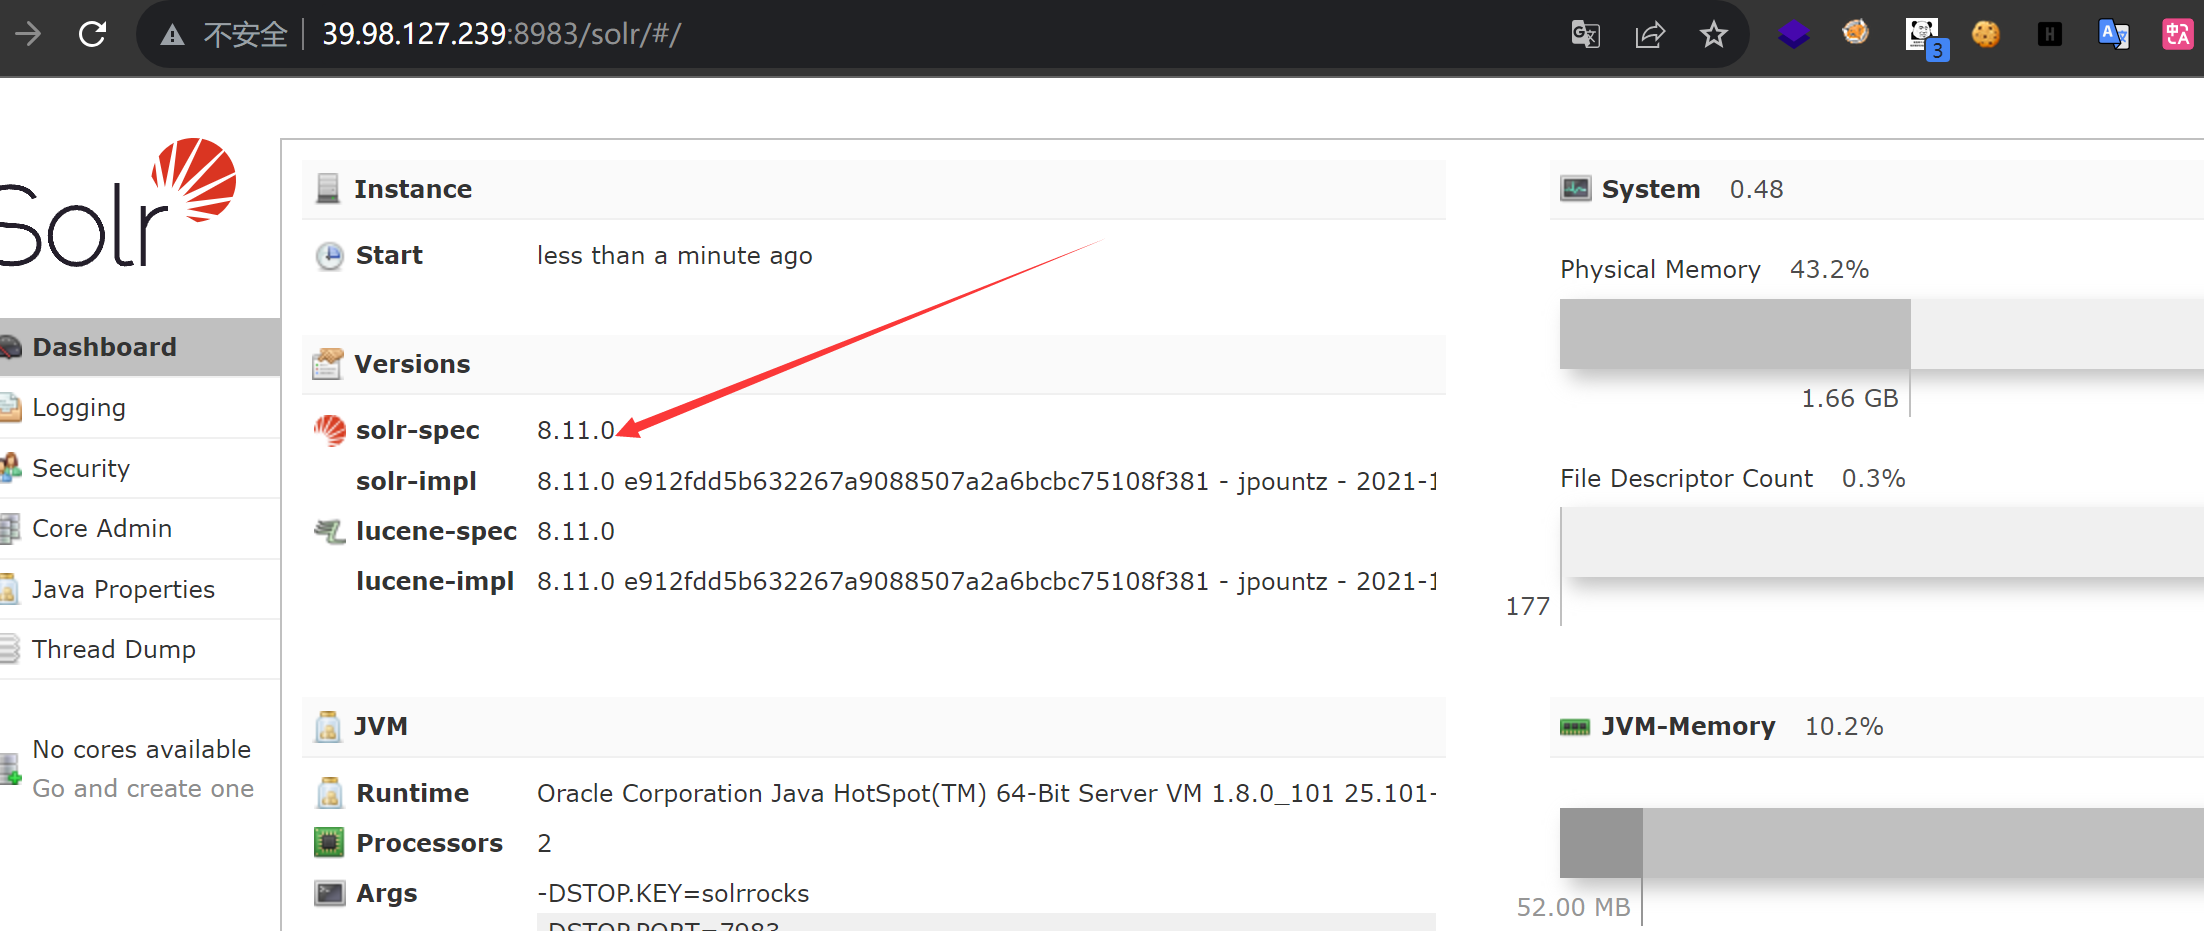 不安全 39.98.127.239:8983/solr/#/
3
Solr
Dashboard
Logging
Security
Core Admin
Java Properties
Thread Dump
No cores available
Go and create one
Instance
Start less than a minute ago
Versions
solr-spec 8.11.0
solr-impl 8.11.0 e912fdd5b632267a9088507a2a6bcbc75108f381 - jpountz - 2021-1
lucene-spec 8.11.0
lucene-impl 8.11.0 e912fdd5b632267a9088507a2a6bcbc75108f381 - jpountz - 2021-1
JVM
Runtime Oracle Corporation Java HotSpot(TM) 64-Bit Server VM 1.8.0_101 25.101-
Processors 2
Args -DSTOP.KEY=solrrocks
-DSTOP.PORT=7983
System 0.48
Physical Memory 43.2%
1.66 GB
File Descriptor Count 0.3%
177
JVM-Memory 10.2%
52.00 MB